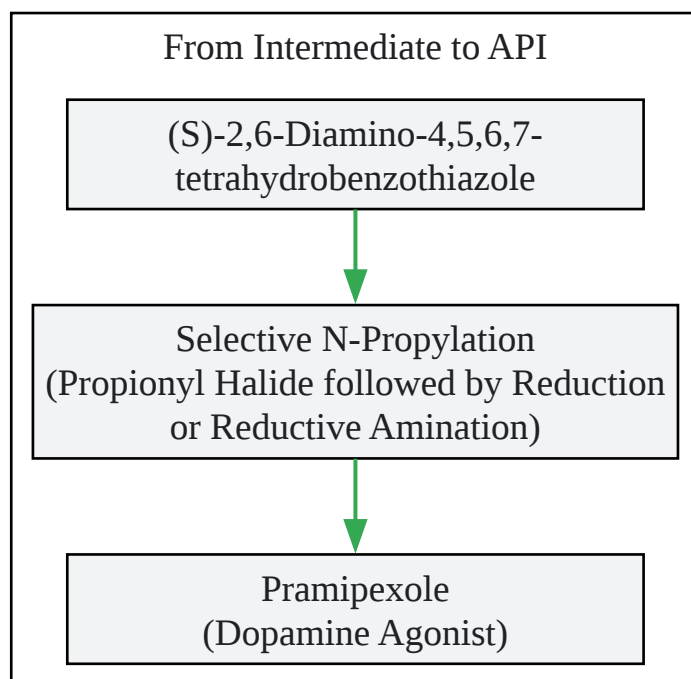 From Intermediate to API
(S)-2,6-Diamino-4,5,6,7-
tetrahydrobenzothiazole
Selective N-Propylation
(Propionyl Halide followed by Reduction
or Reductive Amination)
Pramipexole
(Dopamine Agonist)